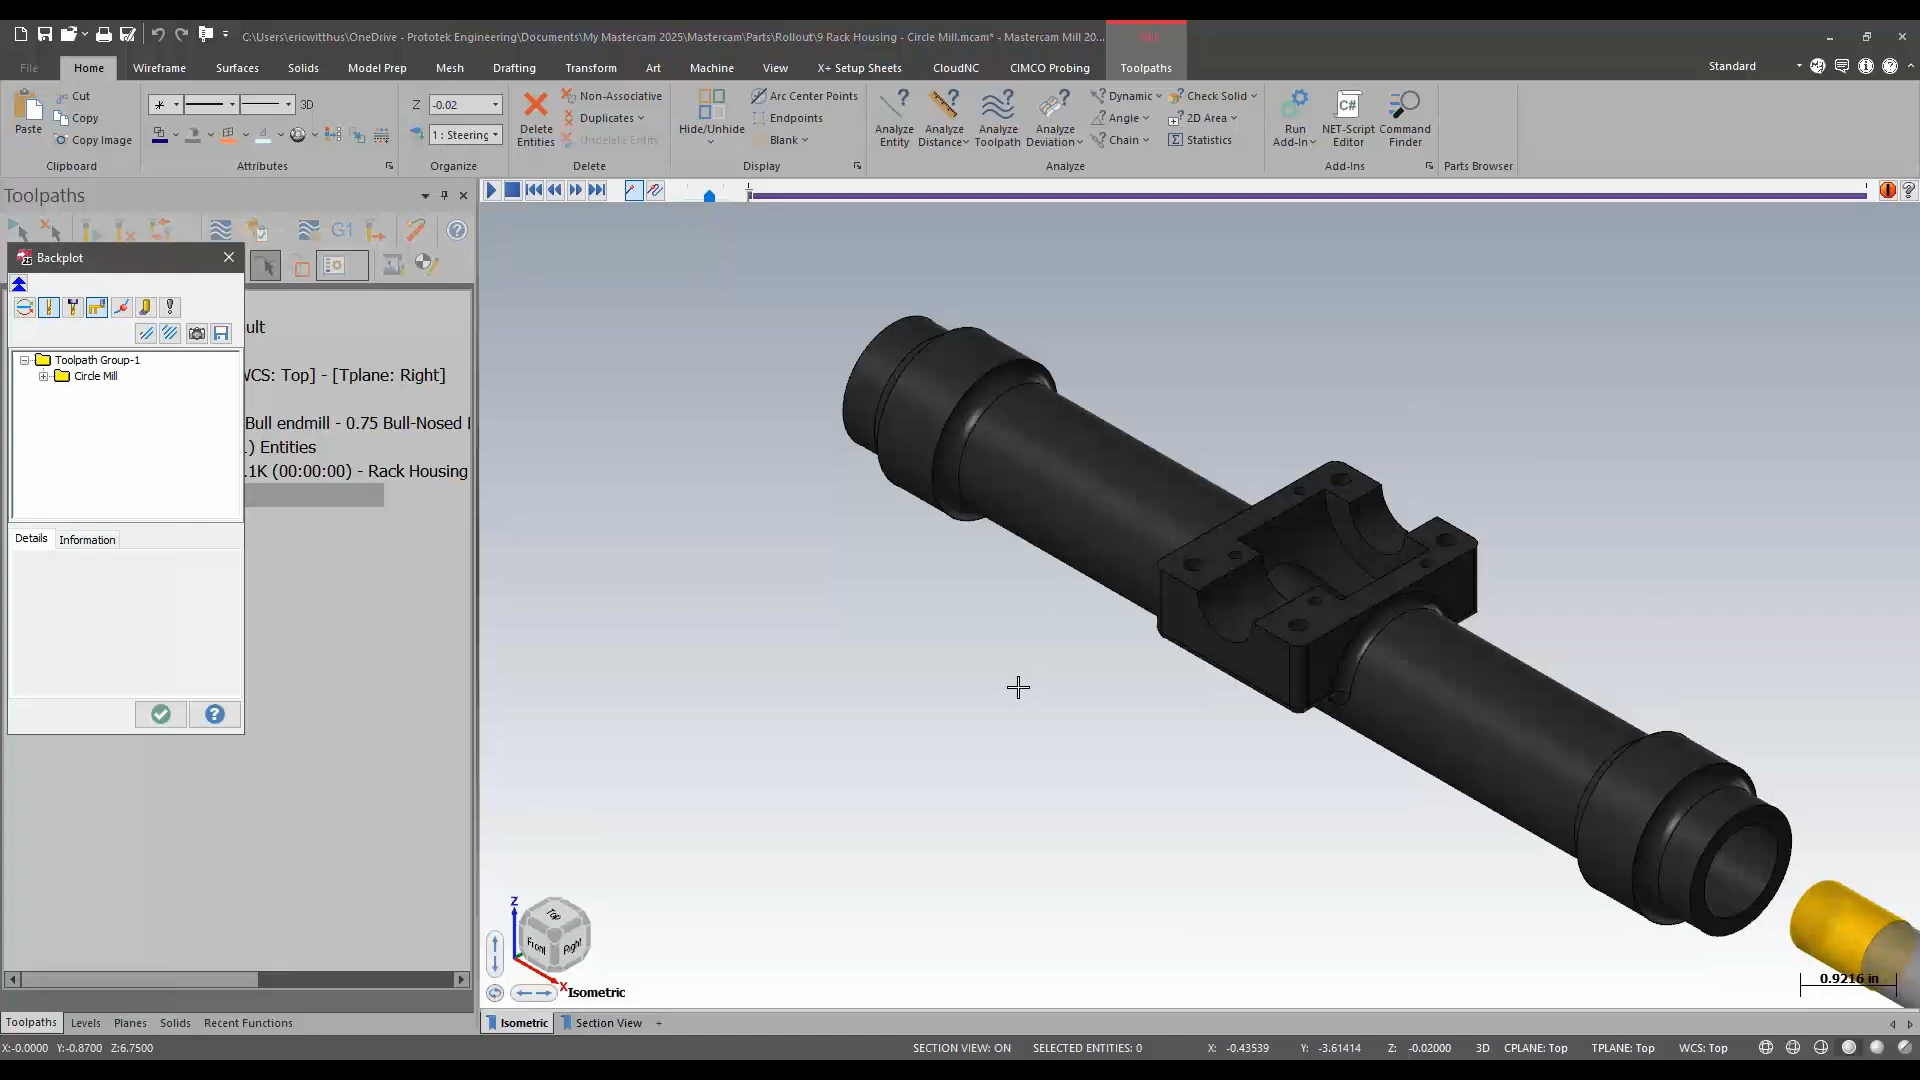 C:\Users\ericwitthus\OneDrive - Prototek Engineering\Documents\My Mastercam 2025\Mastercam\Parts\Rollout\9 Rack Housing - Circle Mill.mcam* - Mastercam Mill 20...
File Home Wireframe Surfaces Solids Model Prep Mesh Drafting Transform Art Machine View X+ Setup Sheets CloudNC CIMCO Probing Toolpaths Standard
Paste Cut Copy Copy Image
Clipboard
3D
Attributes
Z -0.02
1 : Steering
Organize
Delete Entities
Non-Associative
Duplicates
Undelete Entity
Delete
Hide/Unhide
Arc Center Points
Endpoints
Blank
Display
Analyze Entity
Analyze Distance
Analyze Toolpath
Analyze Deviation
Dynamic
Angle
Chain
Check Solid
2D Area
Statistics
Analyze
Run Add-In
NET-Script Editor
Command Finder
Add-Ins
Parts Browser
Toolpaths
G1
Backplot
Toolpath Group-1
Circle Mill
Details Information
ult
WCS: Top] - [Tplane: Right]
Bull endmill - 0.75 Bull-Nosed
) Entities
.1K (00:00:00) - Rack Housing
Top
Front Right
Z
X
Isometric
0.9216 in
Toolpaths Levels Planes Solids Recent Functions
Isometric Section View +
X:-0.0000 Y:-0.8700 Z:6.7500
SECTION VIEW: ON SELECTED ENTITIES: 0 X: -0.43539 Y: -3.61414 Z: -0.02000 3D CPLANE: Top TPLANE: Top WCS: Top